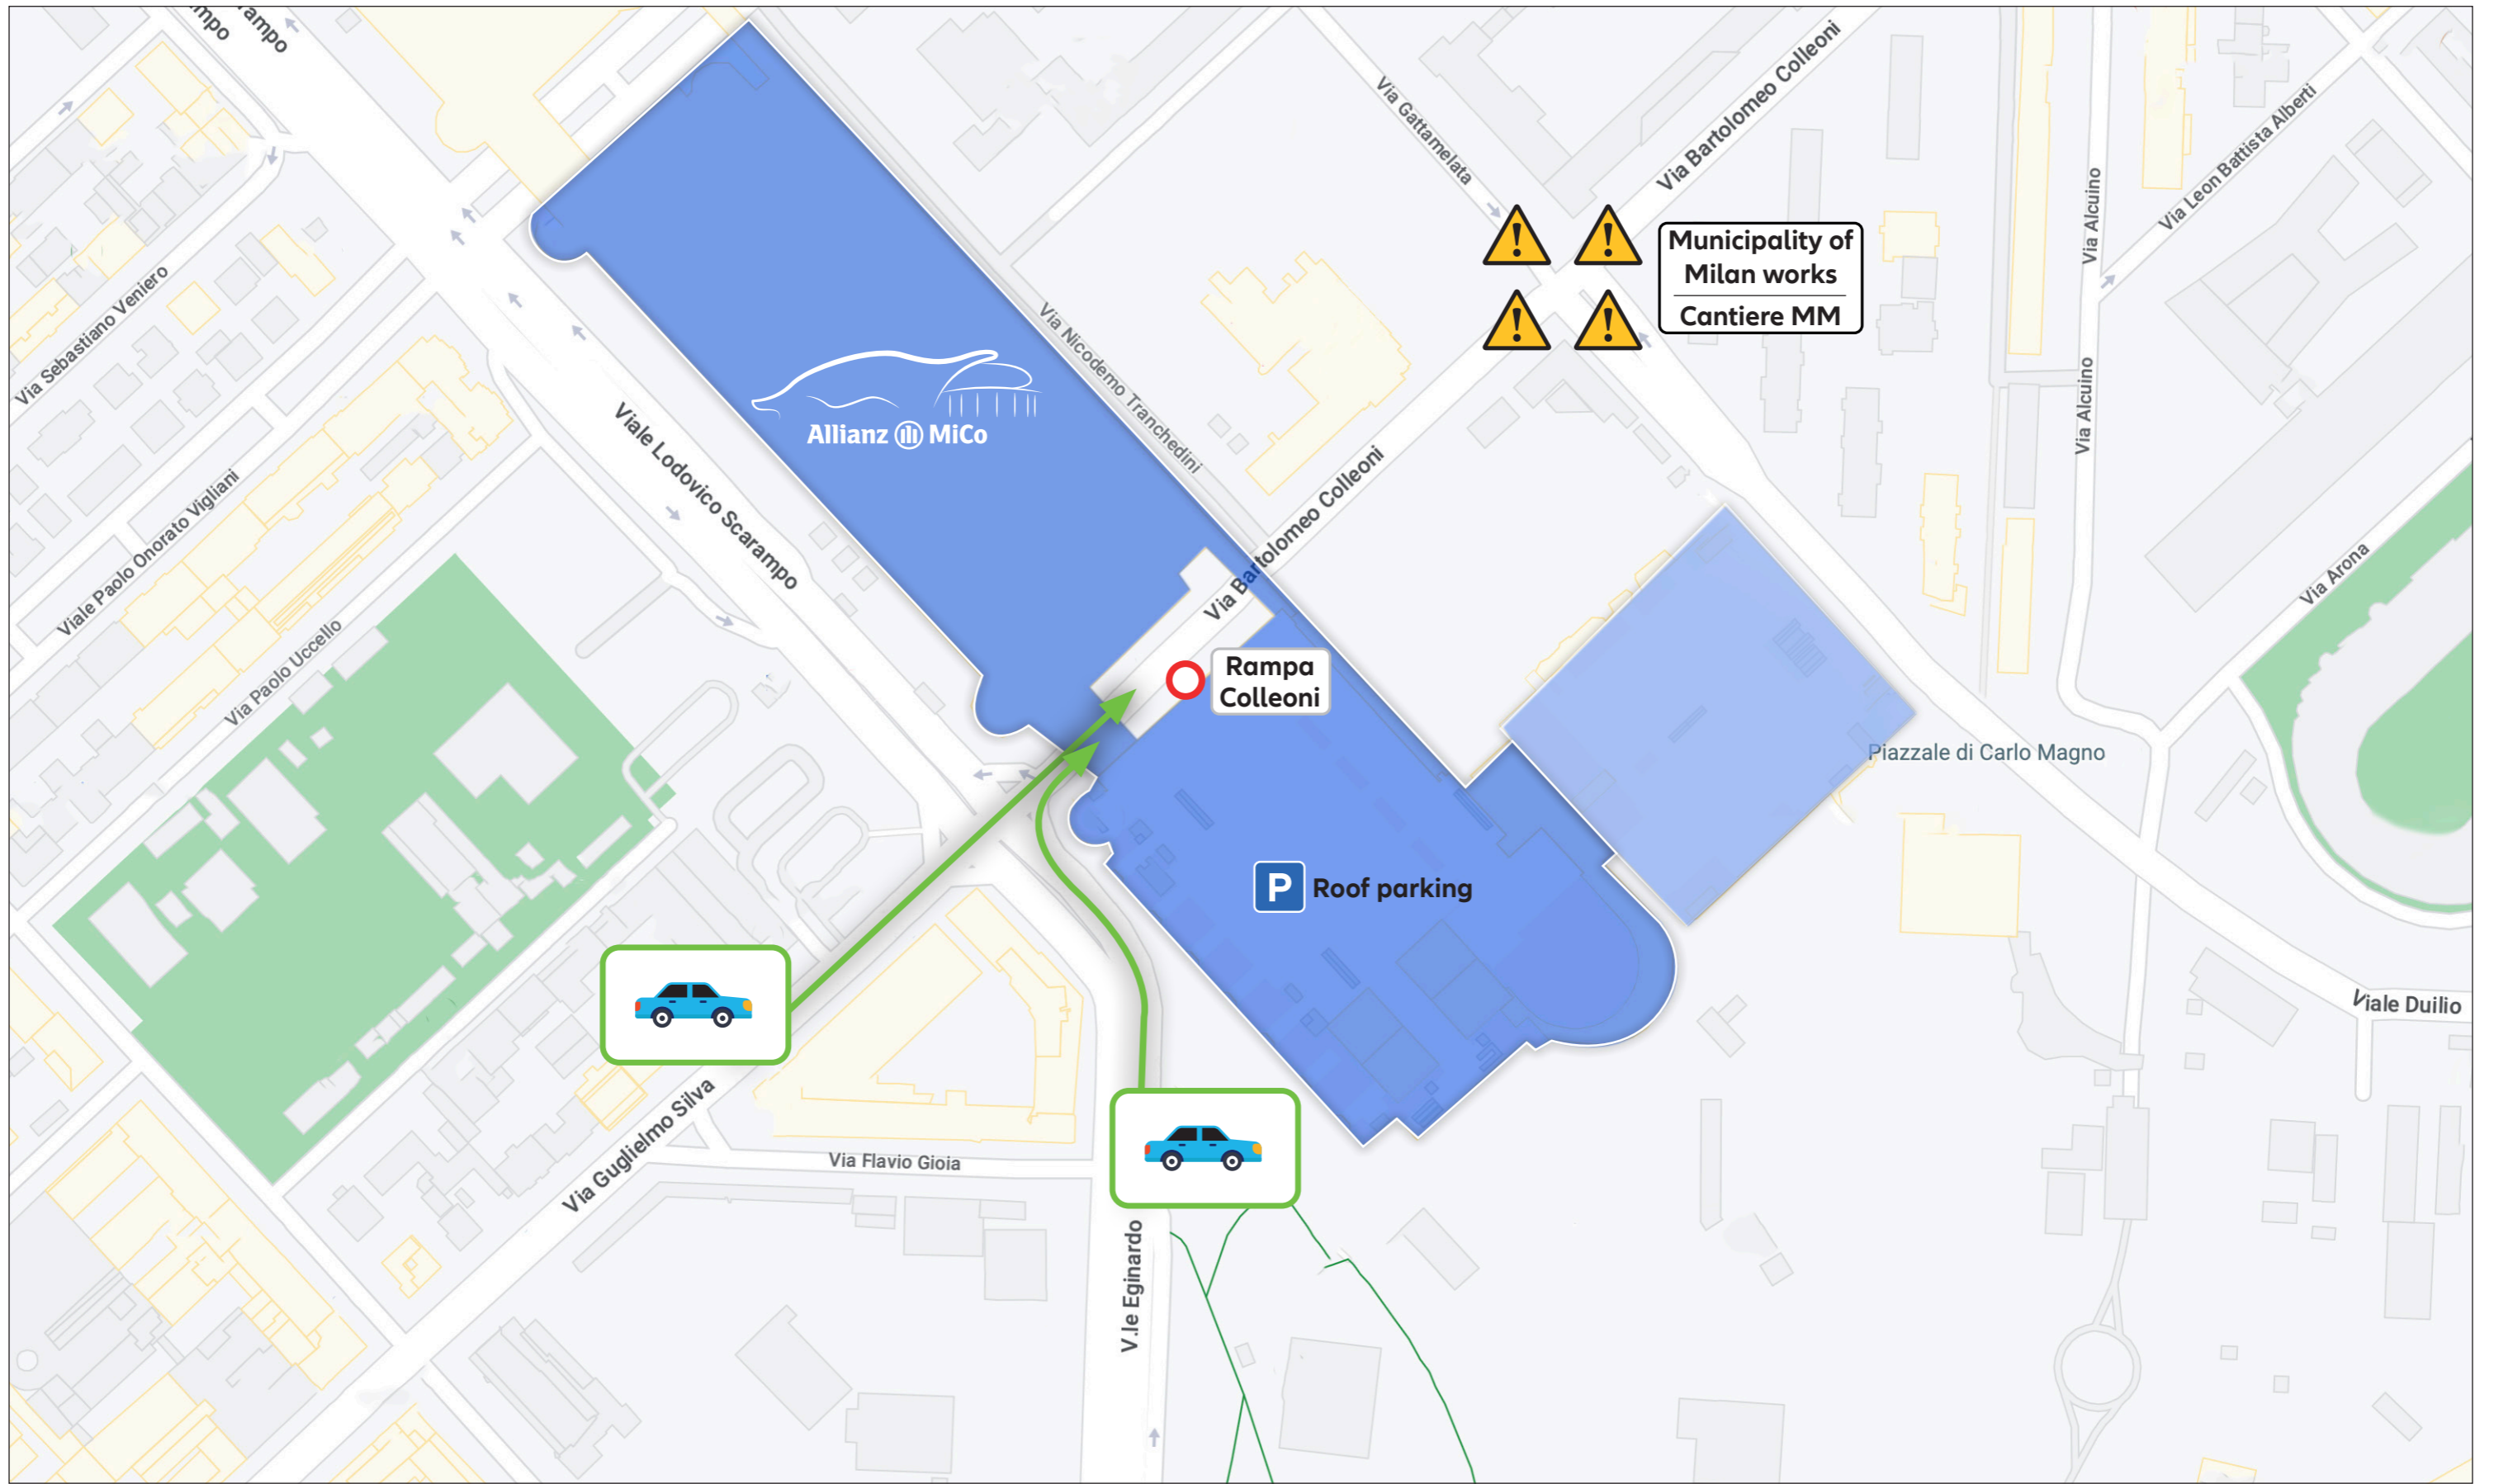 mpo
rampo
Via Gattamelata
Via Bartolomeo Colleoni
Via Alcuino
Via Leon Battista Alberti
Municipality of
Milan works
Cantiere MM
Via Sebastiano Veniero
Via Nicodemo Tranchedini
Allianz MiCo
Viale Lodovico Scarampo
Via Alcuino
Via Bartolomeo Colleoni
Viale Paolo Onorato Vigliani
Via Arona
Via Paolo Uccello
Rampa
Colleoni
Piazzale di Carlo Magno
P Roof parking
Viale Duilio
Via Guglielmo Silva
Via Flavio Gioia
V.le Eginardo